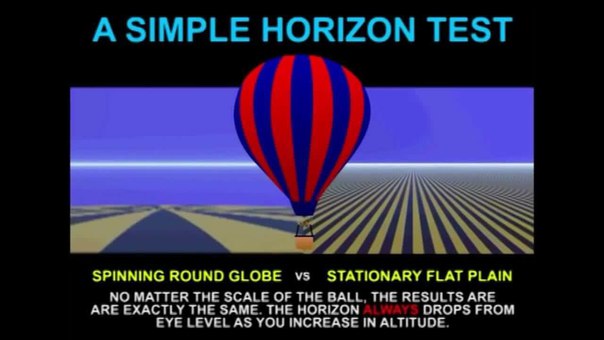 A SIMPLE HORIZON TEST
SPINNING ROUND GLOBE vs STATIONARY FLAT PLAIN
NO MATTER THE SCALE OF THE BALL, THE RESULTS ARE
ARE EXACTLY THE SAME. THE HORIZON ALWAYS DROPS FROM
EYE LEVEL AS YOU INCREASE IN ALTITUDE.